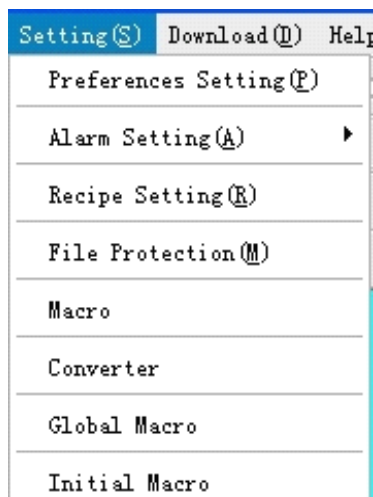 Setting(S) Download(D) Help
Preferences Setting(P)
Alarm Setting(A)
Recipe Setting(R)
File Protection(M)
Macro
Converter
Global Macro
Initial Macro